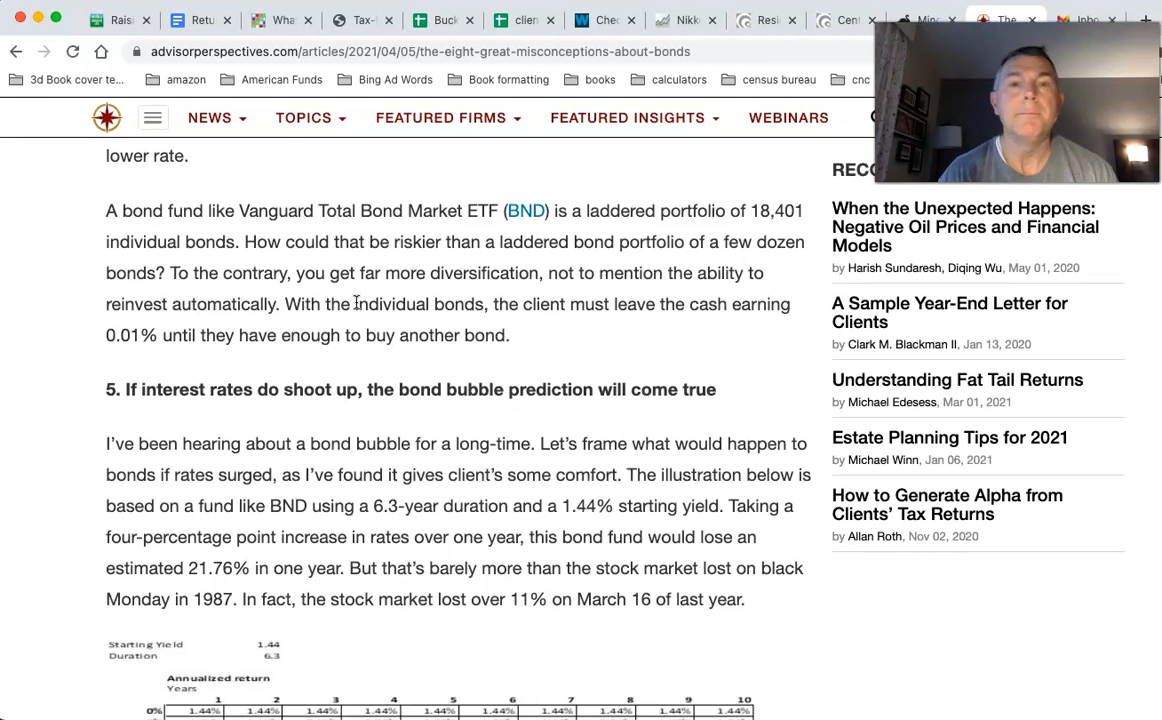 Raisi
Retu
Wha
Tax-
Buck
clien
Chec
Nikk
Resi
Cent
The
Inbo
advisorperspectives.com/articles/2021/04/05/the-eight-great-misconceptions-about-bonds
3d Book cover te...
amazon
American Funds
Bing Ad Words
Book formatting
books
calculators
census bureau
cnc
NEWS
TOPICS
FEATURED FIRMS
FEATURED INSIGHTS
WEBINARS
lower rate.
A bond fund like Vanguard Total Bond Market ETF (BND) is a laddered portfolio of 18,401
individual bonds. How could that be riskier than a laddered bond portfolio of a few dozen
bonds? To the contrary, you get far more diversification, not to mention the ability to
reinvest automatically. With the individual bonds, the client must leave the cash earning
0.01% until they have enough to buy another bond.
5. If interest rates do shoot up, the bond bubble prediction will come true
I've been hearing about a bond bubble for a long-time. Let's frame what would happen to
bonds if rates surged, as I've found it gives client's some comfort. The illustration below is
based on a fund like BND using a 6.3-year duration and a 1.44% starting yield. Taking a
four-percentage point increase in rates over one year, this bond fund would lose an
estimated 21.76% in one year. But that's barely more than the stock market lost on black
Monday in 1987. In fact, the stock market lost over 11% on March 16 of last year.
Starting Yield 1.44
Duration 6.3
Annualized return
Years
1 2 3 4 5 6 7 8 9 10
0% 1.44% 1.44% 1.44% 1.44% 1.44% 1.44% 1.44% 1.44% 1.44% 1.44%
RECO
When the Unexpected Happens:
Negative Oil Prices and Financial
Models
by Harish Sundaresh, Diqing Wu, May 01, 2020
A Sample Year-End Letter for
Clients
by Clark M. Blackman II, Jan 13, 2020
Understanding Fat Tail Returns
by Michael Edesess, Mar 01, 2021
Estate Planning Tips for 2021
by Michael Winn, Jan 06, 2021
How to Generate Alpha from
Clients' Tax Returns
by Allan Roth, Nov 02, 2020